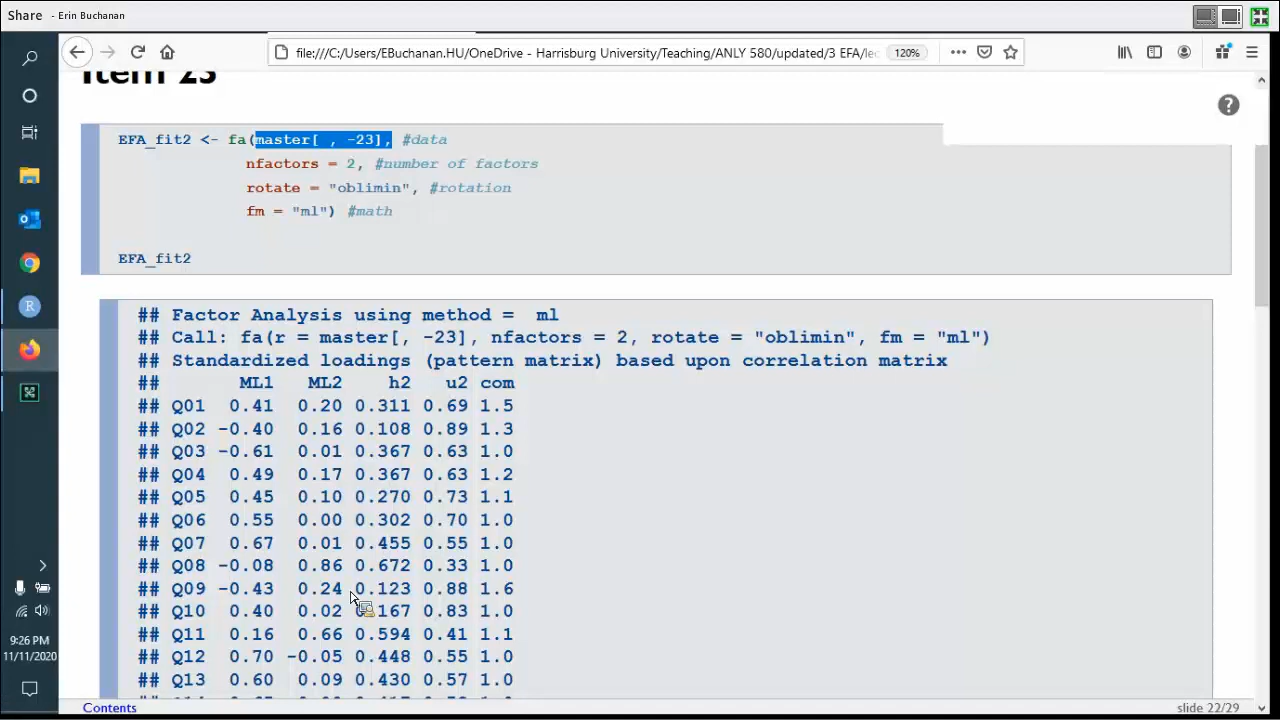 Share - Erin Buchanan
file:///C:/Users/EBuchanan.HU/OneDrive - Harrisburg University/Teaching/ANLY 580/updated/3 EFA/lec
120%
Item 23
EFA_fit2 <- fa(master[ , -23], #data
nfactors = 2, #number of factors
rotate = "oblimin", #rotation
fm = "ml") #math
EFA_fit2
## Factor Analysis using method =  ml
## Call: fa(r = master[, -23], nfactors = 2, rotate = "oblimin", fm = "ml")
## Standardized loadings (pattern matrix) based upon correlation matrix
## ML1 ML2 h2 u2 com
## Q01 0.41 0.20 0.311 0.69 1.5
## Q02 -0.40 0.16 0.108 0.89 1.3
## Q03 -0.61 0.01 0.367 0.63 1.0
## Q04 0.49 0.17 0.367 0.63 1.2
## Q05 0.45 0.10 0.270 0.73 1.1
## Q06 0.55 0.00 0.302 0.70 1.0
## Q07 0.67 0.01 0.455 0.55 1.0
## Q08 -0.08 0.86 0.672 0.33 1.0
## Q09 -0.43 0.24 0.123 0.88 1.6
## Q10 0.40 0.02 0.167 0.83 1.0
## Q11 0.16 0.66 0.594 0.41 1.1
## Q12 0.70 -0.05 0.448 0.55 1.0
## Q13 0.60 0.09 0.430 0.57 1.0
9:26 PM
11/11/2020
Contents
slide 22/29